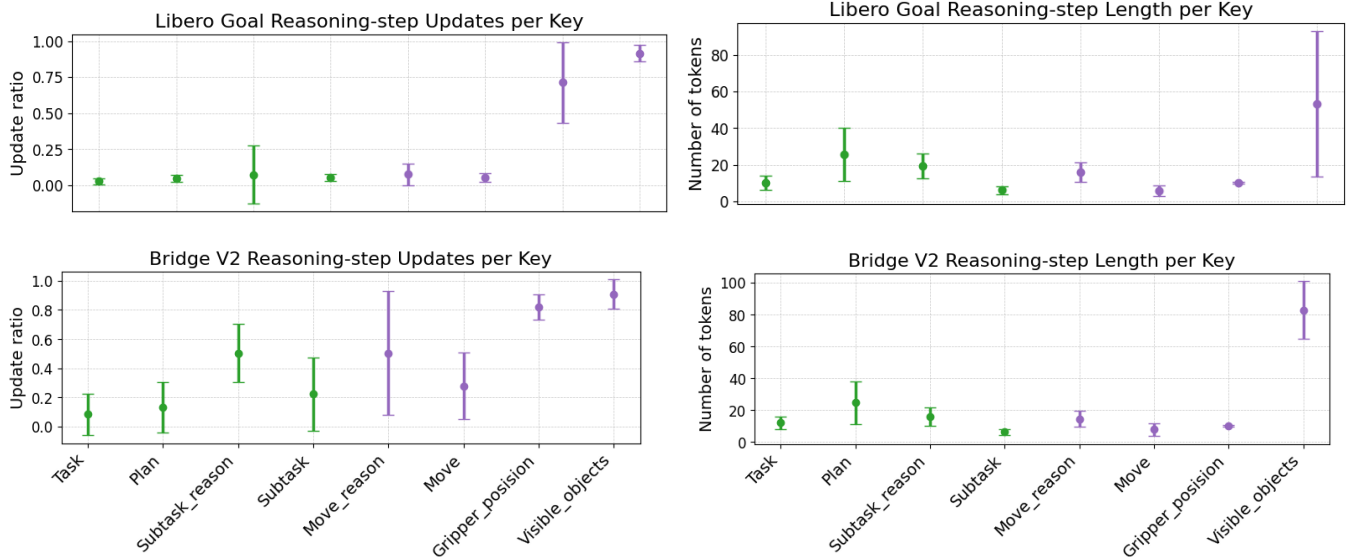 Libero Goal Reasoning-step Updates per Key
Update ratio
1.00
0.75
0.50
0.25
0.00
Libero Goal Reasoning-step Length per Key
Number of tokens
80
60
40
20
0
Bridge V2 Reasoning-step Updates per Key
Update ratio
1.0
0.8
0.6
0.4
0.2
0.0
Task
Plan
Subtask_reason
Subtask
Move_reason
Move
Gripper_posision
Visible_objects
Bridge V2 Reasoning-step Length per Key
Number of tokens
100
80
60
40
20
0
Task
Plan
Subtask_reason
Subtask
Move_reason
Move
Gripper_posision
Visible_objects